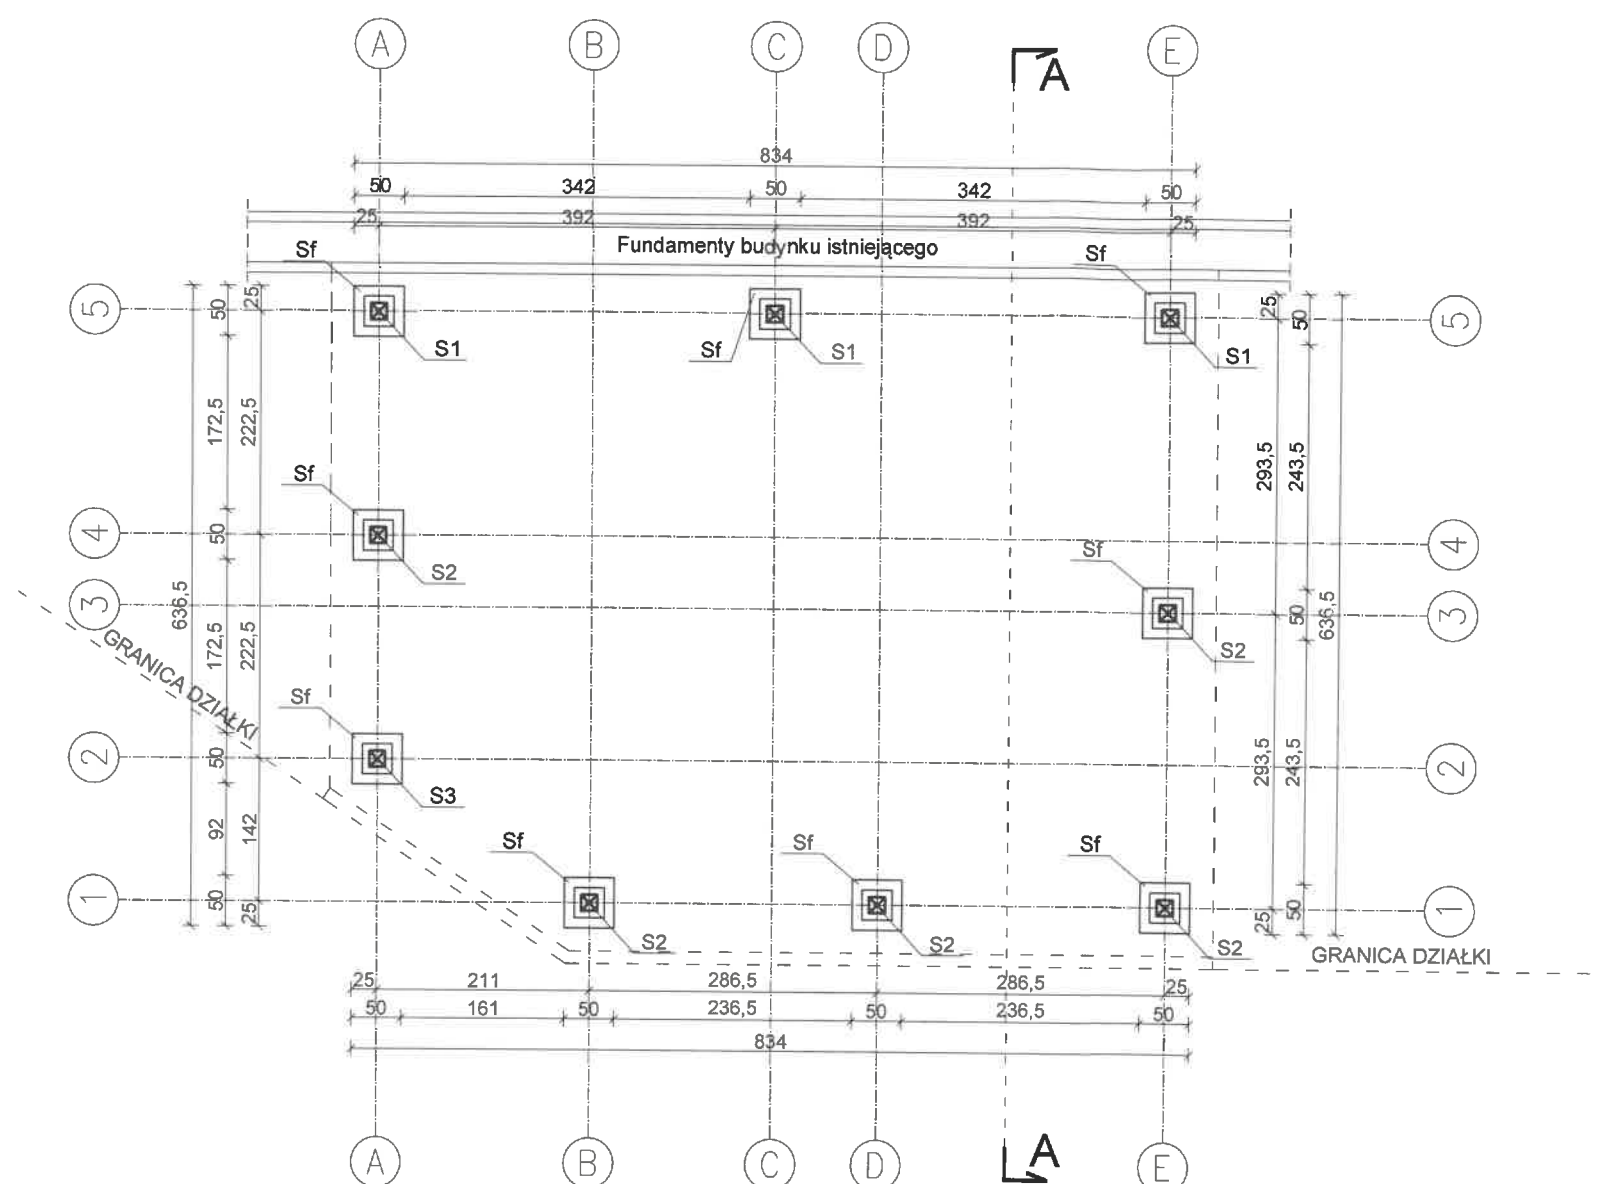 A
B
C
D
E
A
834
50
342
50
342
50
25
392
392
25
Fundamenty budynku istniejącego
Sf
Sf
5
50
25
25
50
5
S1
Sf
S1
S1
172,5
222,5
293,5
243,5
Sf
4
50
4
Sf
S2
3
636,5
50
636,5
3
172,5
222,5
S2
GRANICA DZIAŁKI
Sf
2
50
293,5
243,5
2
S3
92
142
Sf
Sf
Sf
1
50
25
25
50
1
S2
S2
S2
GRANICA DZIAŁKI
25
211
286,5
286,5
25
50
161
50
236,5
50
236,5
50
834
A
B
C
D
A
E